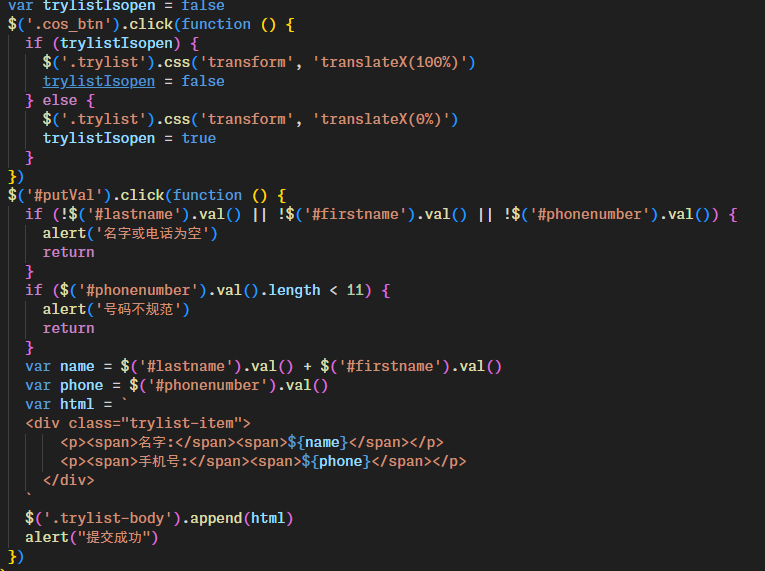 var trylistIsopen = false
$('.cos_btn').click(function () {
  if (trylistIsopen) {
    $('.trylist').css('transform', 'translateX(100%)')
    trylistIsopen = false
  } else {
    $('.trylist').css('transform', 'translateX(0%)')
    trylistIsopen = true
  }
})
$('#putVal').click(function () {
  if (!$('#lastname').val() || !$('#firstname').val() || !$('#phonenumber').val()) {
    alert('名字或电话为空')
    return
  }
  if ($('#phonenumber').val().length < 11) {
    alert('号码不规范')
    return
  }
  var name = $('#lastname').val() + $('#firstname').val()
  var phone = $('#phonenumber').val()
  var html = `
  <div class="trylist-item">
      <p><span>名字:</span><span>${name}</span></p>
      <p><span>手机号:</span><span>${phone}</span></p>
    </div>
  `
  $('.trylist-body').append(html)
  alert("提交成功")
})